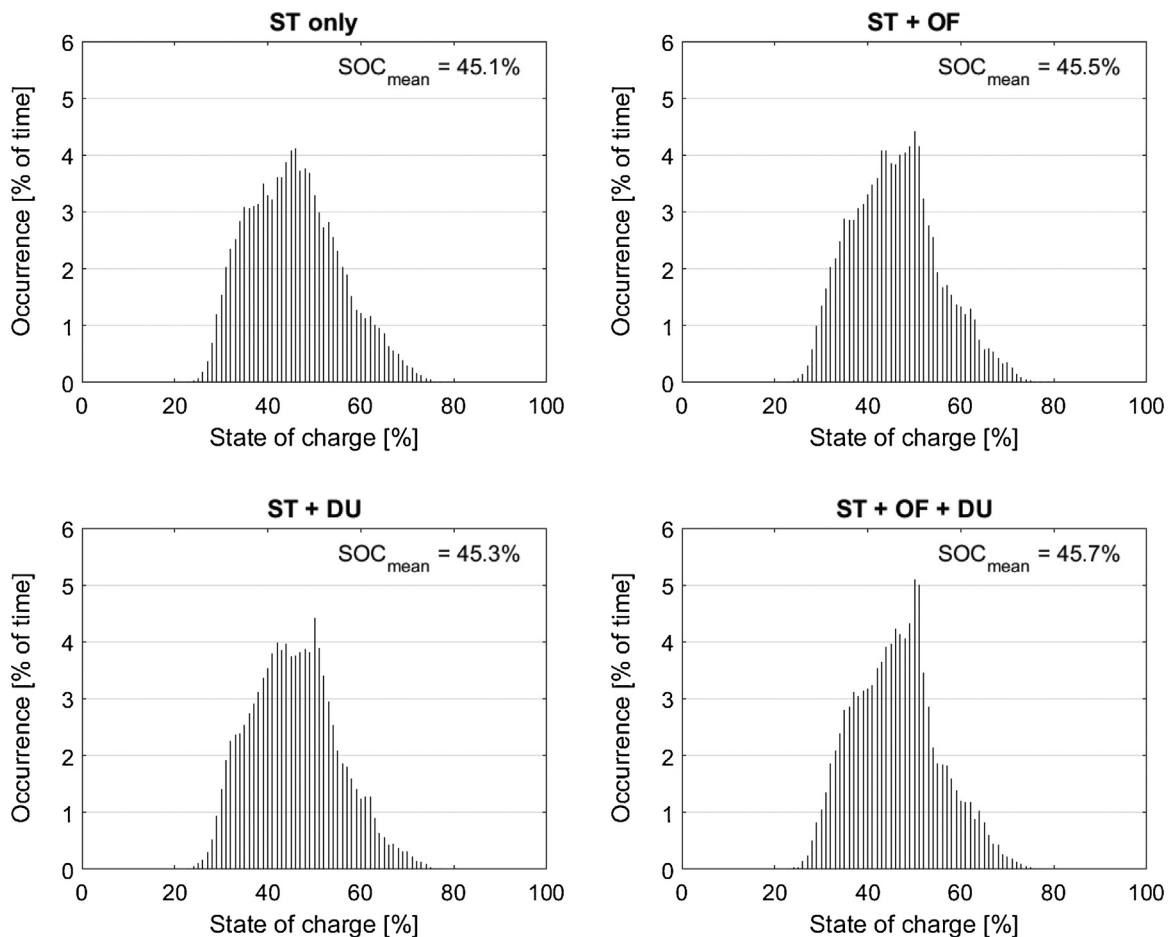 ST only
SOCmean = 45.1%
Occurrence [% of time]
6
5
4
3
2
1
0
0 20 40 60 80 100
State of charge [%]
ST + OF
SOCmean = 45.5%
Occurrence [% of time]
6
5
4
3
2
1
0
0 20 40 60 80 100
State of charge [%]
ST + DU
SOCmean = 45.3%
Occurrence [% of time]
6
5
4
3
2
1
0
0 20 40 60 80 100
State of charge [%]
ST + OF + DU
SOCmean = 45.7%
Occurrence [% of time]
6
5
4
3
2
1
0
0 20 40 60 80 100
State of charge [%]